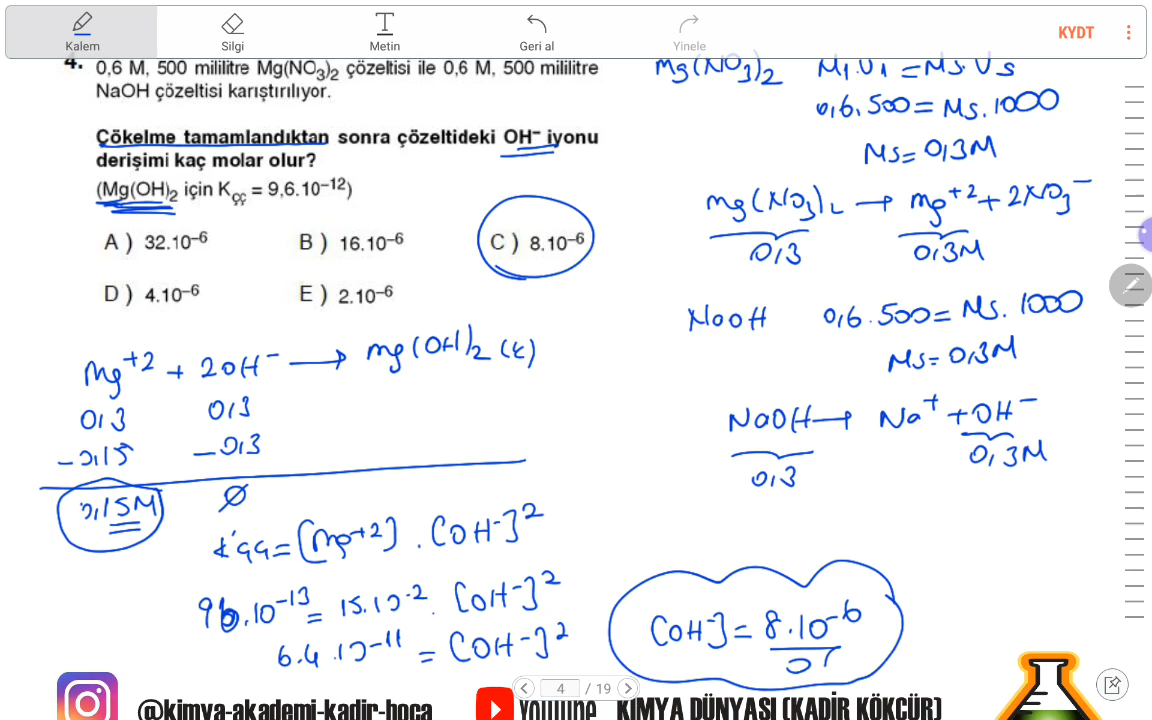 Kalem
Silgi
Metin
Geri al
Yinele
KYDT
4.
0,6 M, 500 mililitre Mg(NO₃)₂ çözeltisi ile 0,6 M, 500 mililitre
NaOH çözeltisi karıştırılıyor.
Çökelme tamamlandıktan sonra çözeltideki OH⁻ iyonu
derişimi kaç molar olur?
(Mg(OH)₂ için Kçç = 9,6.10⁻¹²)
A ) 32.10⁻⁶
B ) 16.10⁻⁶
C ) 8.10⁻⁶
D ) 4.10⁻⁶
E ) 2.10⁻⁶
Mg⁺² + 2OH⁻ → Mg(OH)₂ (k)
0,3 0,3
-0,15 -0,3
0,15M Ø
Kçç = [Mg⁺²] . [OH⁻]²
96.10⁻¹³ = 15.10⁻² . [OH⁻]²
6.4.10⁻¹¹ = [OH⁻]²
Mg(NO₃)₂ M₁.V₁ = Ms.Vs
0,6.500 = Ms.1000
Ms = 0,3M
Mg(NO₃)₂ → Mg⁺² + 2NO₃⁻
0,3 0,3M
NaOH 0,6.500 = Ms.1000
Ms = 0,3M
NaOH → Na⁺ + OH⁻
0,3 0,3M
[OH⁻] = 8.10⁻⁶
4 / 19
@kimya-akademi-kadir-hoca
YouTube KİMYA DÜNYASI (KADİR KÖKÇÜR)